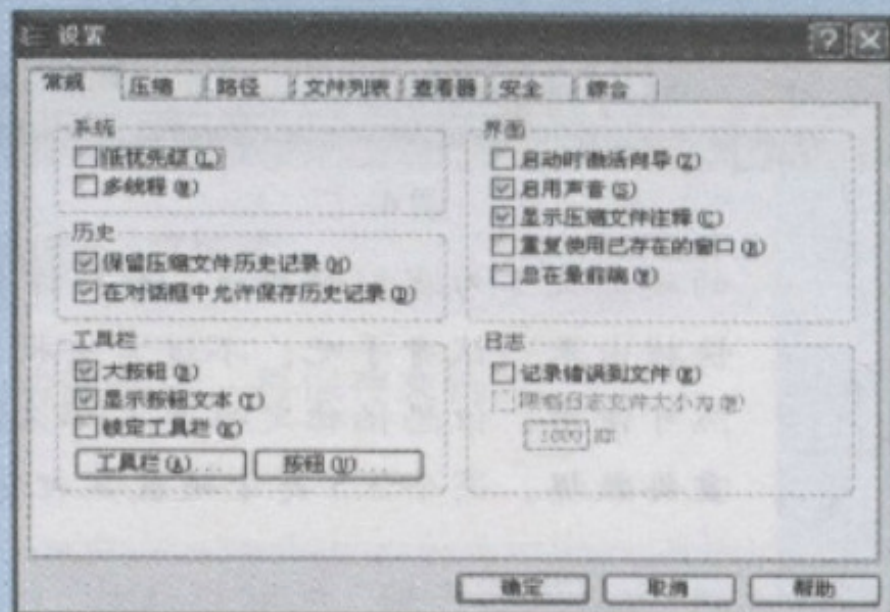 设置
常规 压缩 路径 文件列表 查看器 安全 综合
系统
低优先级(L)
多线程(M)
历史
保留压缩文件历史记录(H)
在对话框中允许保存历史记录(D)
工具栏
大按钮(B)
显示按钮文本(T)
锁定工具栏(K)
工具栏(A)... 按钮(U)...
界面
启动时激活向导(Z)
启用声音(S)
显示压缩文件注释(C)
重复使用已存在的窗口(R)
总在最前端(Y)
日志
记录错误到文件(E)
限制日志文件大小为
1000 KB
确定 取消 帮助